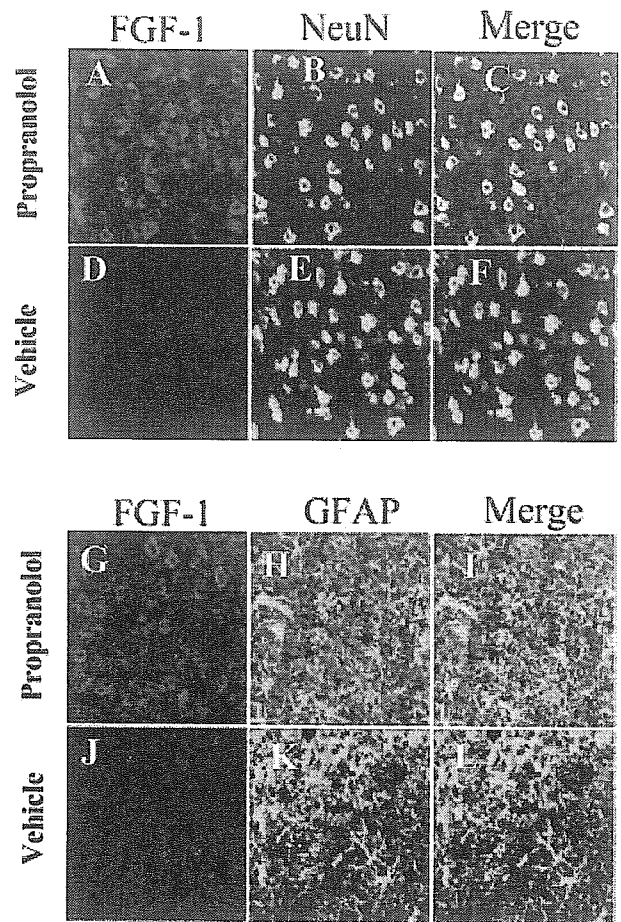 FGF-1 NeuN Merge
Propranolol
A B C
Vehicle
D E F
FGF-1 GFAP Merge
Propranolol
G H I
Vehicle
J K L